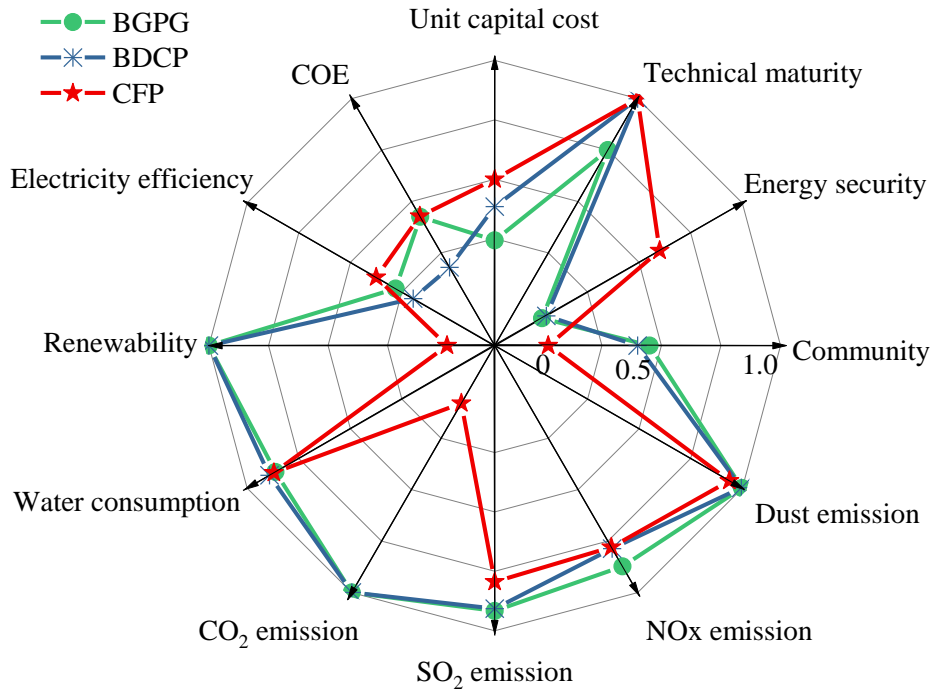 BGPG
BDCP
CFP
Unit capital cost
COE
Technical maturity
Electricity efficiency
Energy security
Renewability
Community
0
0.5
1.0
Water consumption
Dust emission
CO₂ emission
NOx emission
SO₂ emission